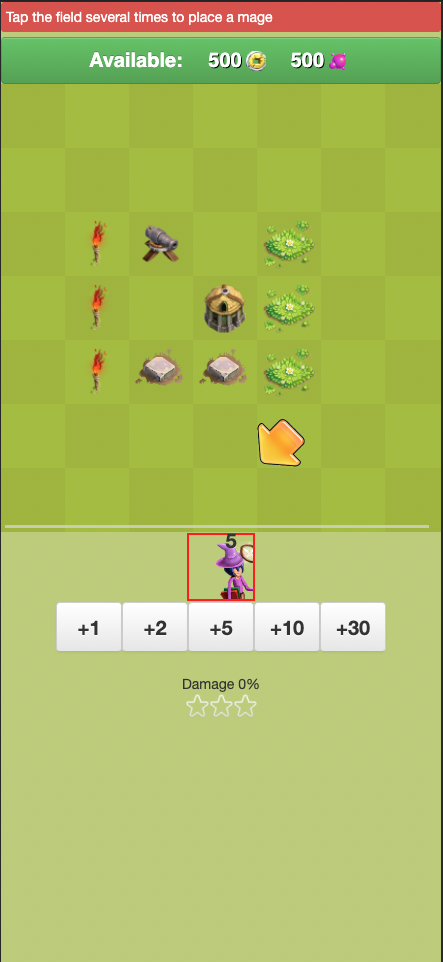 Tap the field several times to place a mage
Available: 500 500
5
+1 +2 +5 +10 +30
Damage 0%